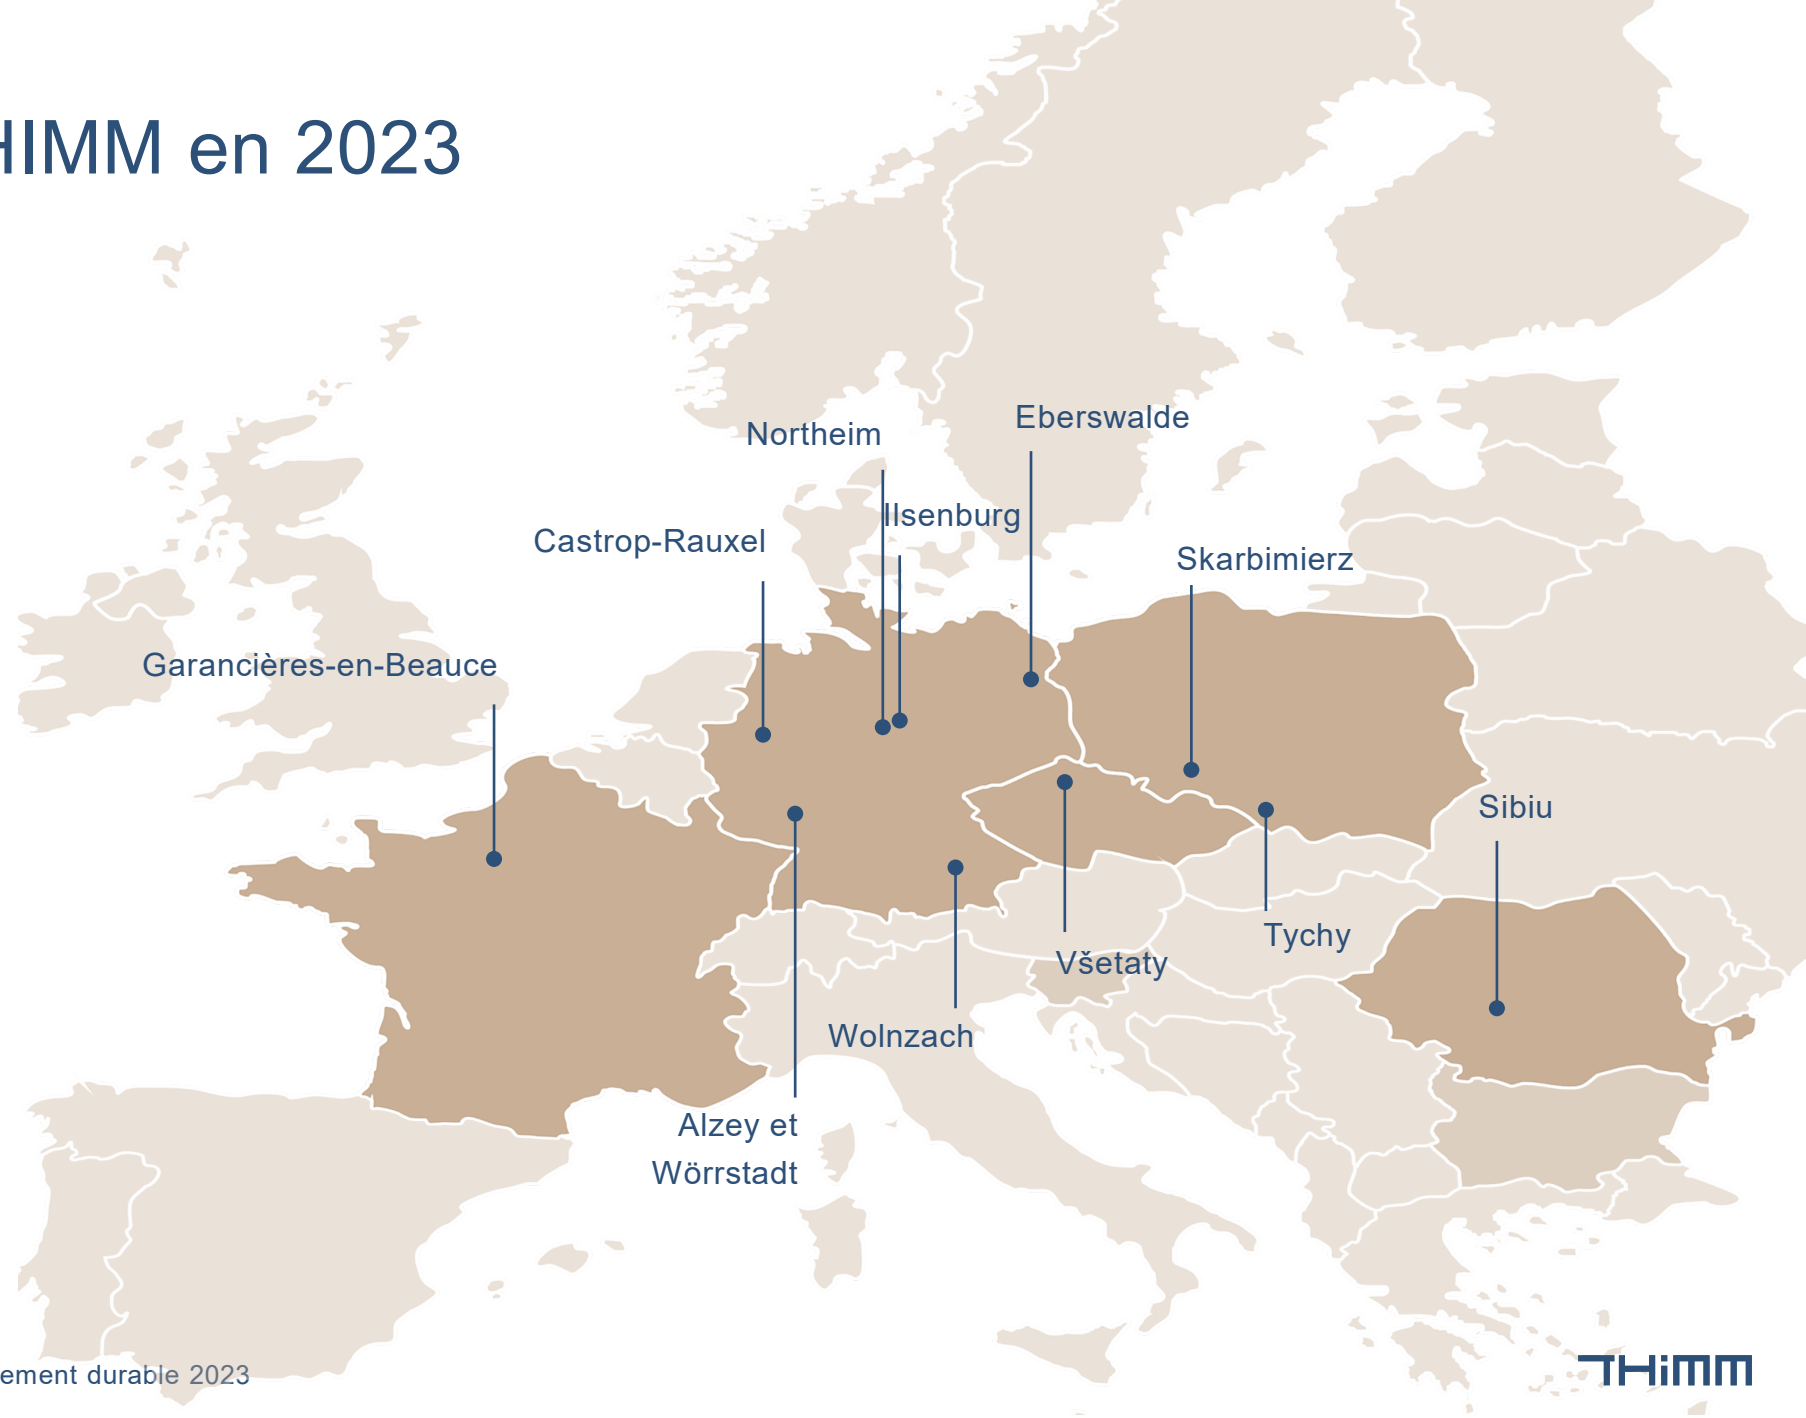 HIMM en 2023
Eberswalde
Northeim
Ilsenburg
Castrop-Rauxel
Skarbimierz
Garancières-en-Beauce
Sibiu
Tychy
Všetaty
Wolnzach
Alzey et
Wörrstadt
ement durable 2023
THiMM